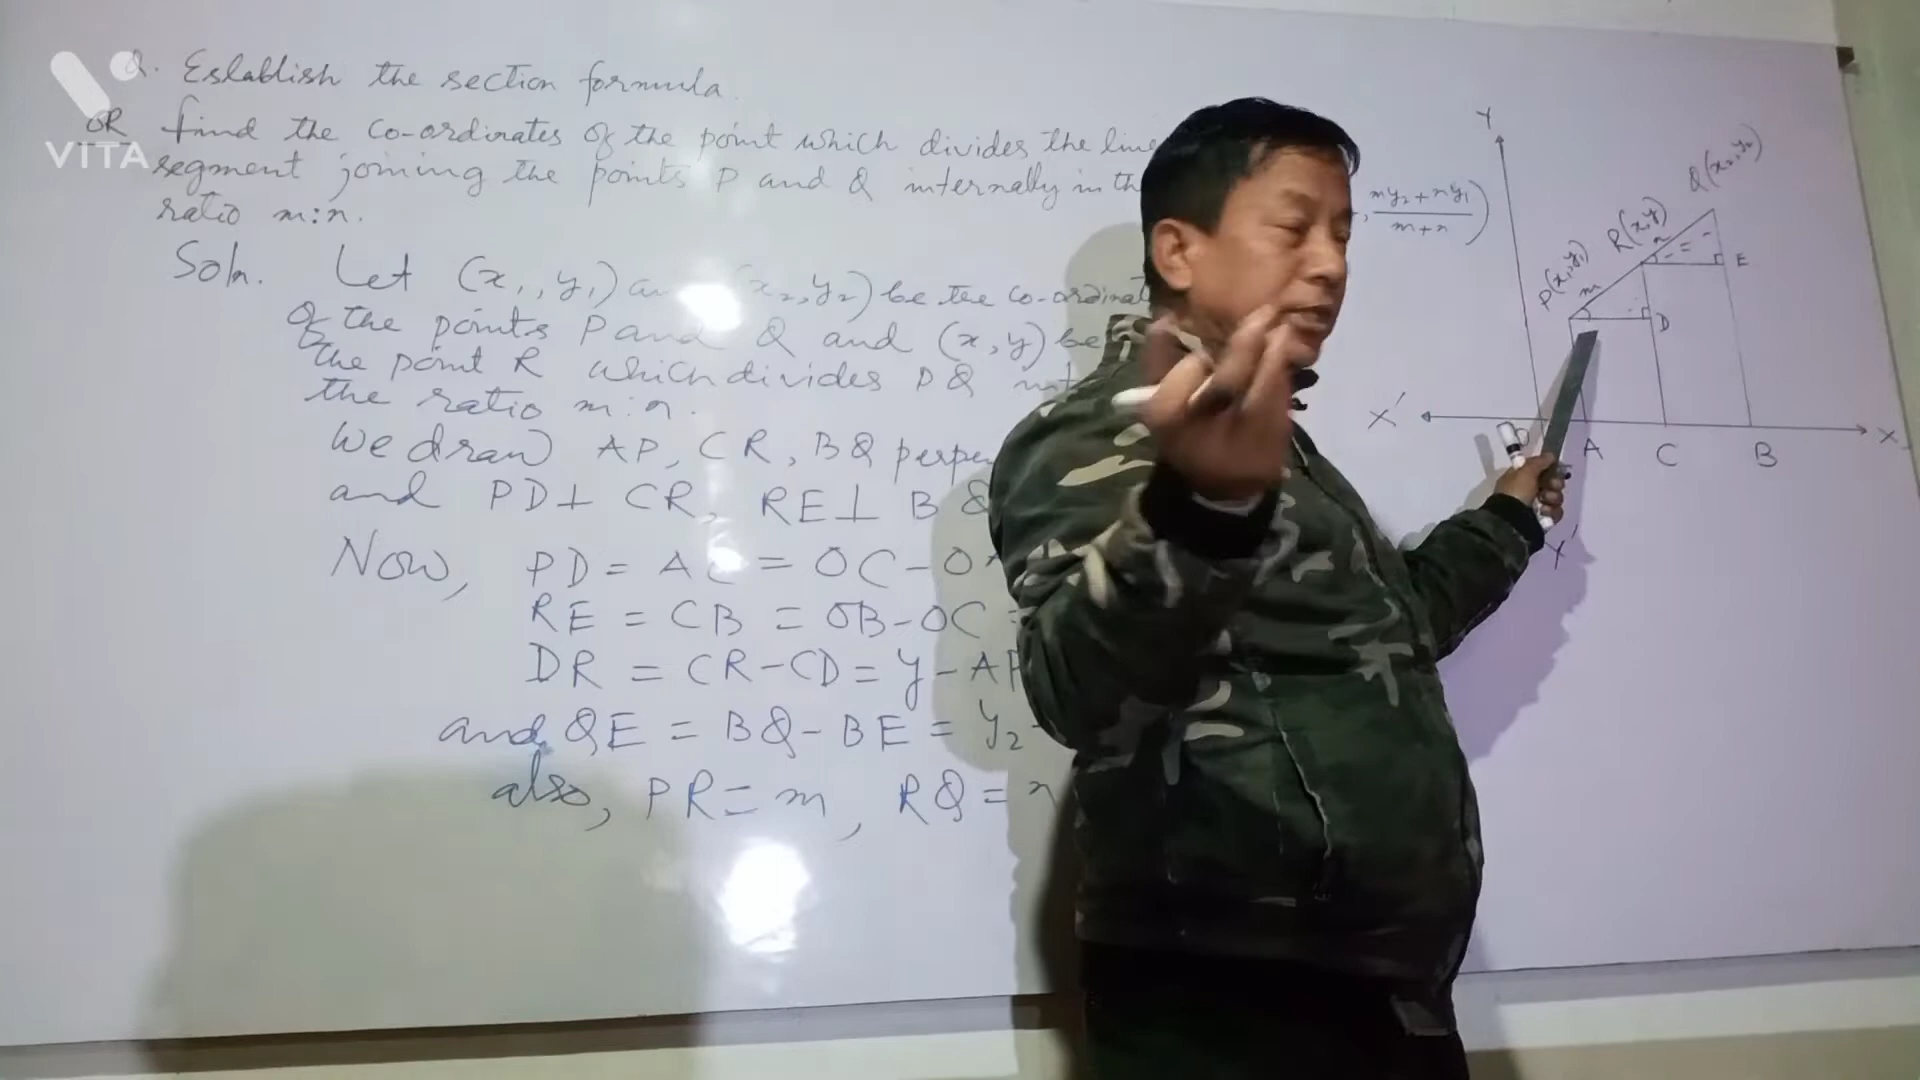 Q. Establish the section formula.
OR find the co-ordinates of the point which divides the line
segment joining the points P and Q internally in
ratio m:n.
Soln. Let (x₁, y₁) (x₂, y₂) be the co-ordinat
of the points P and Q and (x, y) be
the point R which divides PQ
the ratio m:n.
We draw AP, CR, BQ perpe
and PD⊥ CR, RE⊥ B Q
Now, PD = AC = OC - O
RE = CB = OB - OC =
DR = CR - CD = y - AP
and QE = BQ - BE = y₂
also, PR = m, RQ = n
, my₂ + ny₁ / m+n )
Y
Q(x₂, y₂)
R(x, y)
n
E
P(x₁, y₁)
m
D
X'
X
A
C
B
Y'
VITA